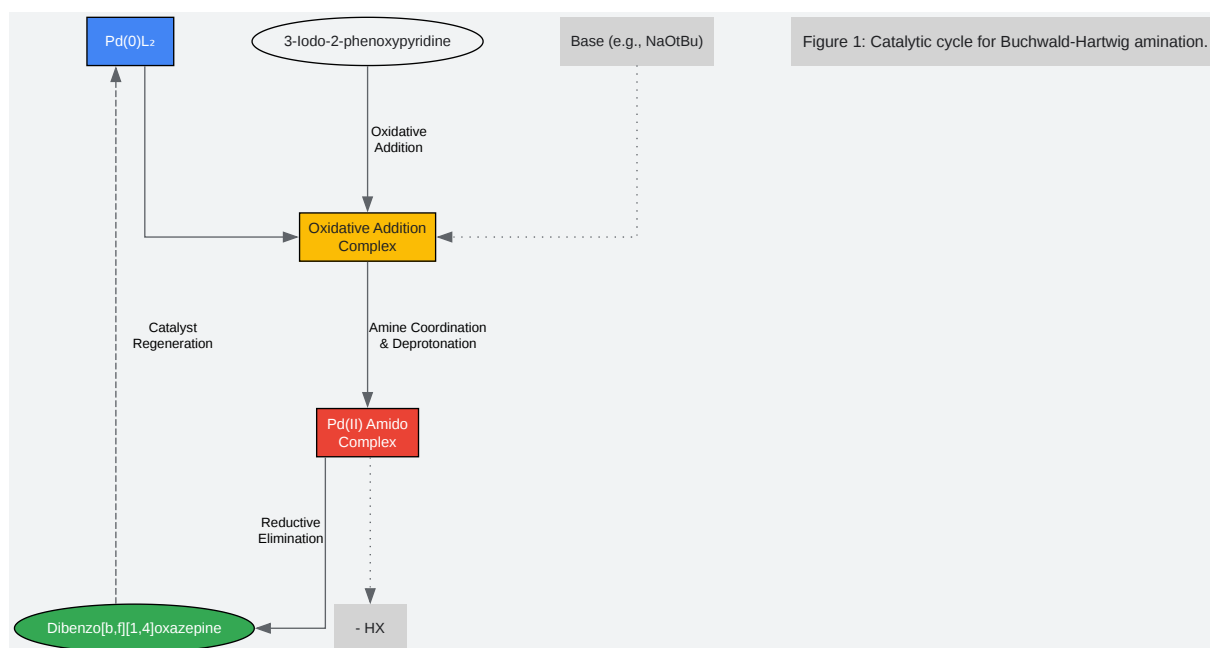 Pd(0)L₂
3-Iodo-2-phenoxypyridine
Base (e.g., NaOtBu)
Figure 1: Catalytic cycle for Buchwald-Hartwig amination.
Oxidative
Addition
Oxidative Addition
Complex
Catalyst
Regeneration
Amine Coordination
& Deprotonation
Pd(II) Amido
Complex
Reductive
Elimination
Dibenzo[b,f][1,4]oxazepine
- HX